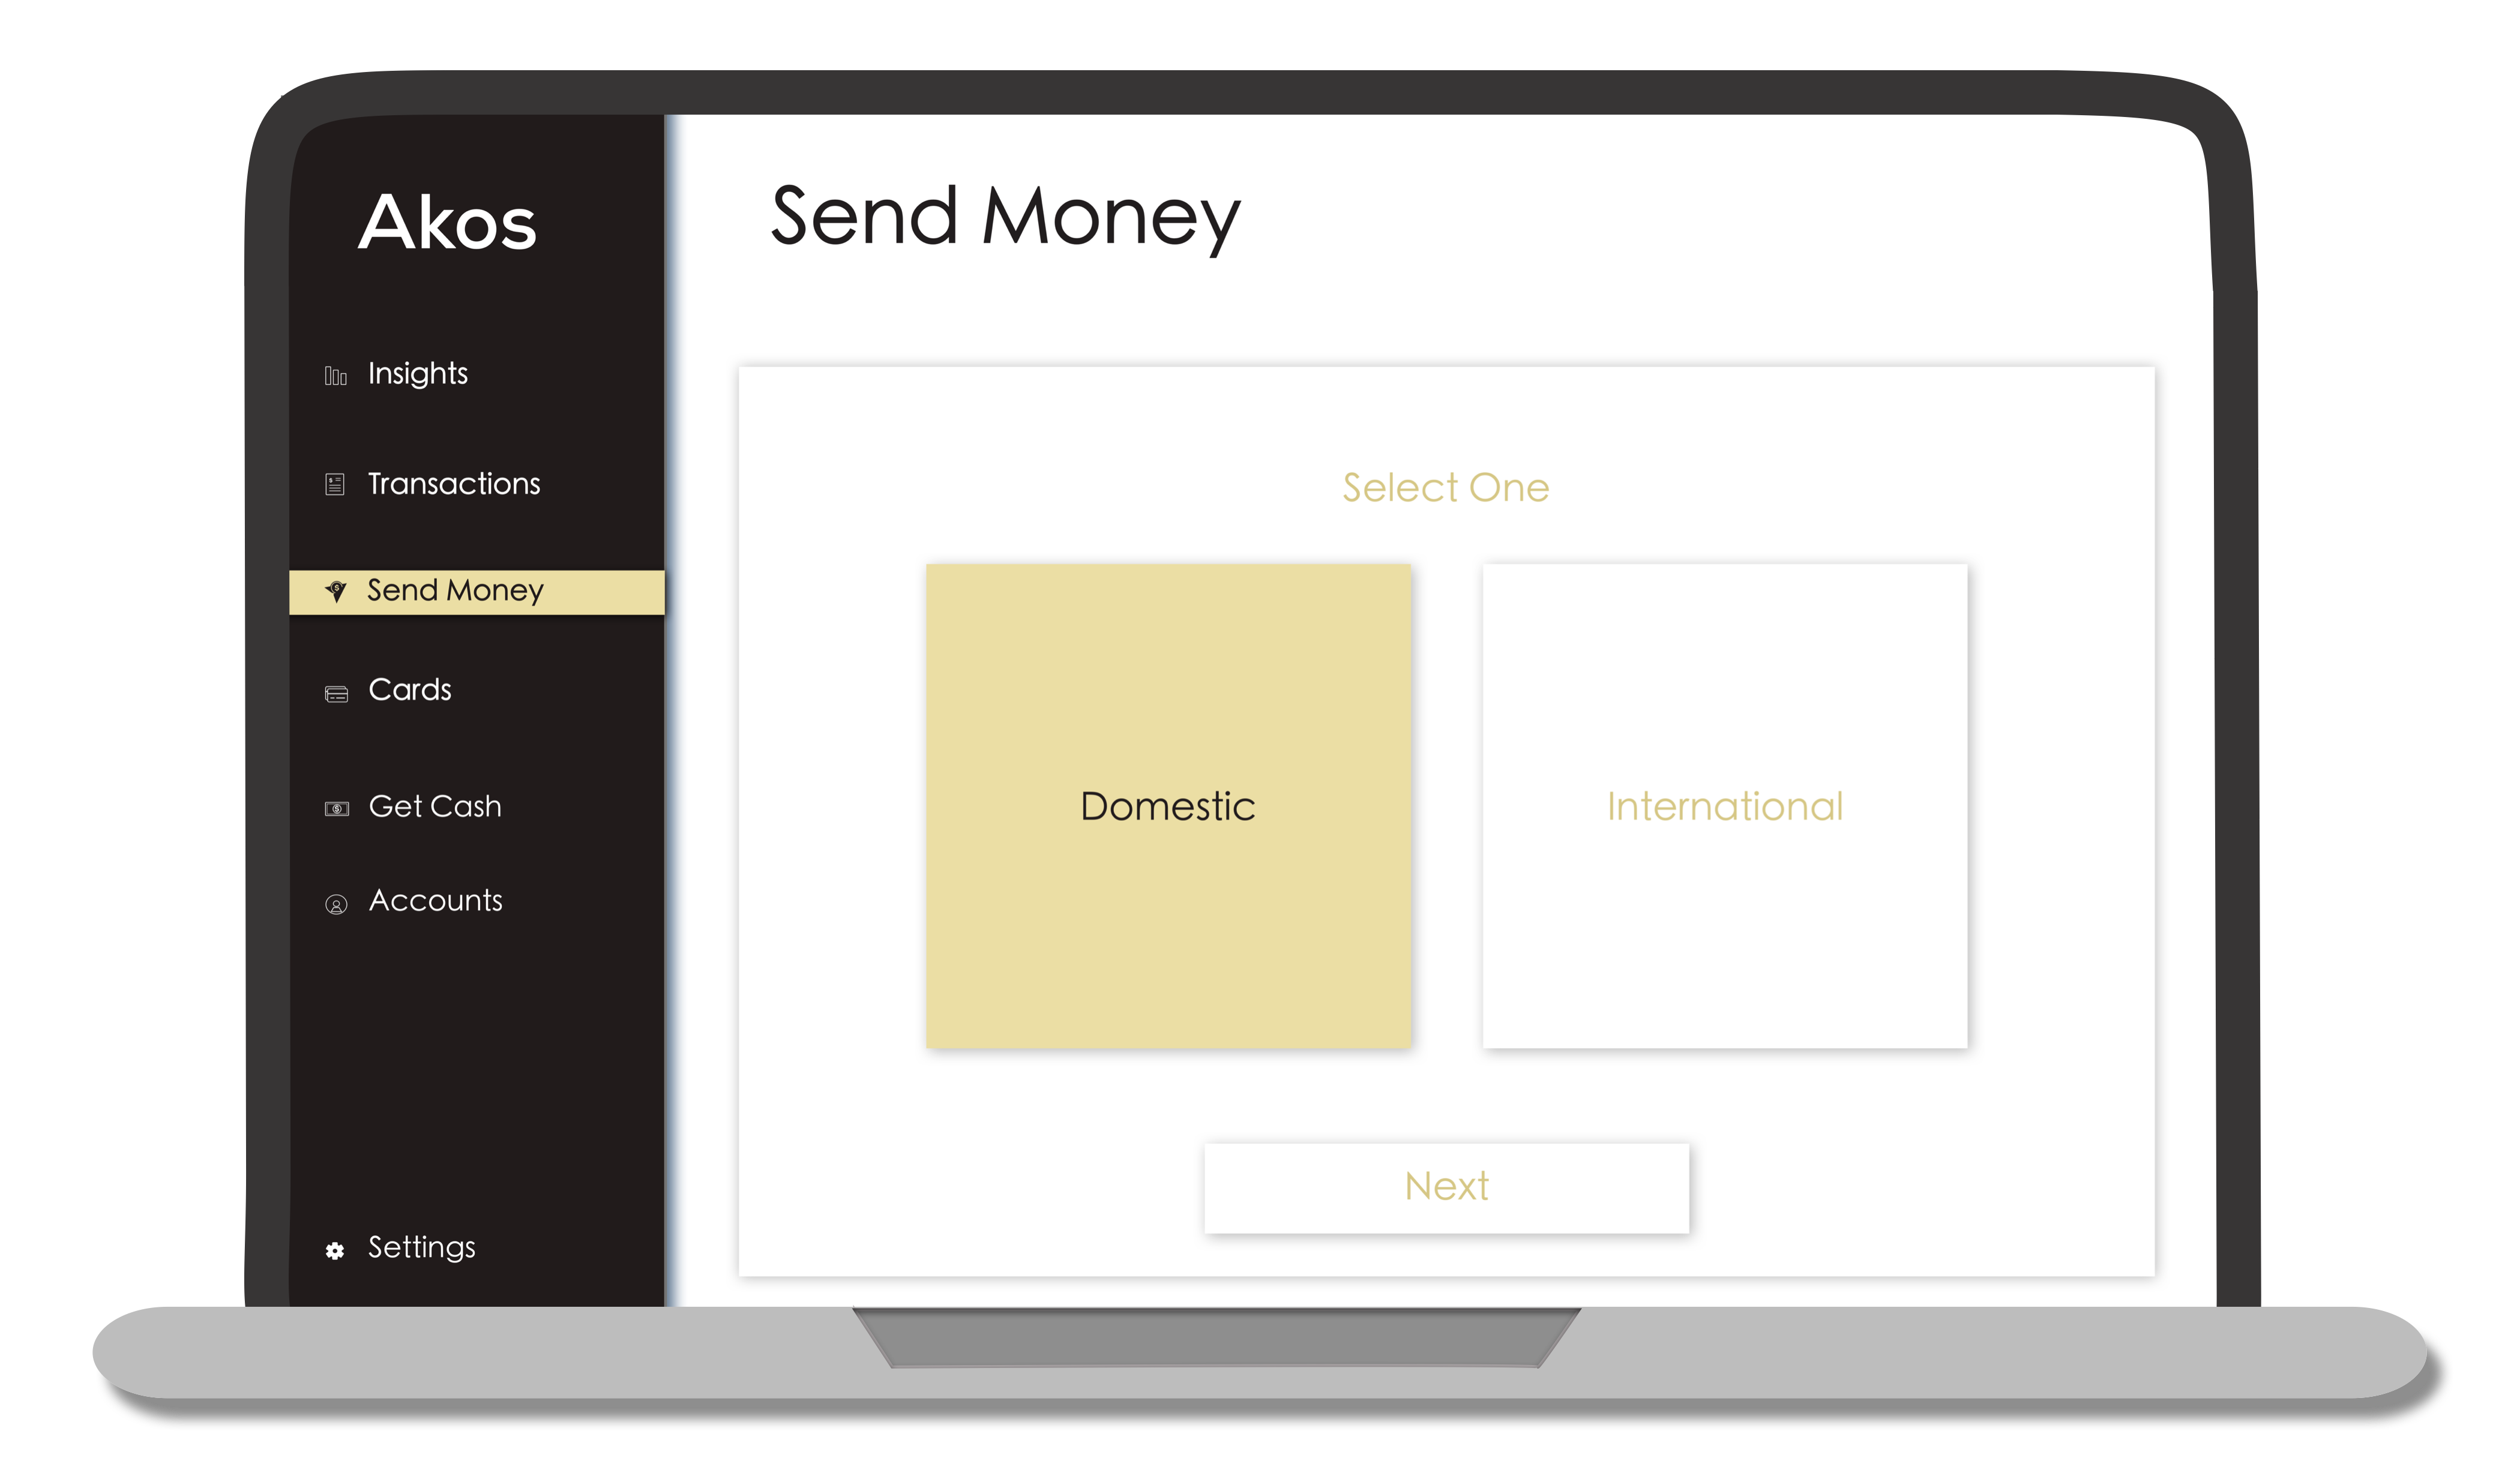 Akos
Insights
Transactions
Send Money
Cards
Get Cash
Accounts
Settings
Send Money
Select One
Domestic
International
Next